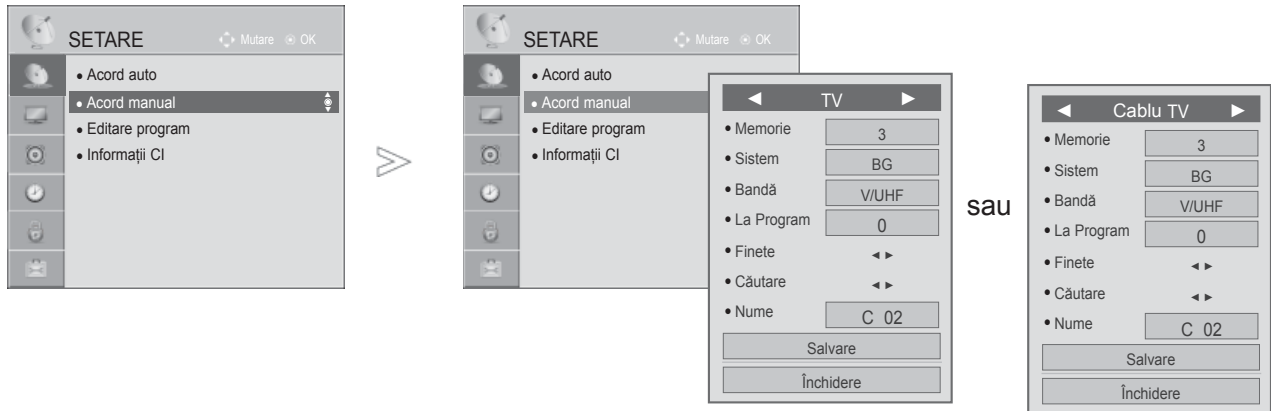 SETARE
Mutare OK
Acord auto
Acord manual
Editare program
Informații CI
SETARE
Mutare OK
Acord auto
Acord manual
Editare program
Informații CI
TV
Memorie 3
Sistem BG
Bandă V/UHF
La Program 0
Finete
Căutare
Nume C 02
Salvare
Închidere
sau
Cablu TV
Memorie 3
Sistem BG
Bandă V/UHF
La Program 0
Finete
Căutare
Nume C 02
Salvare
Închidere